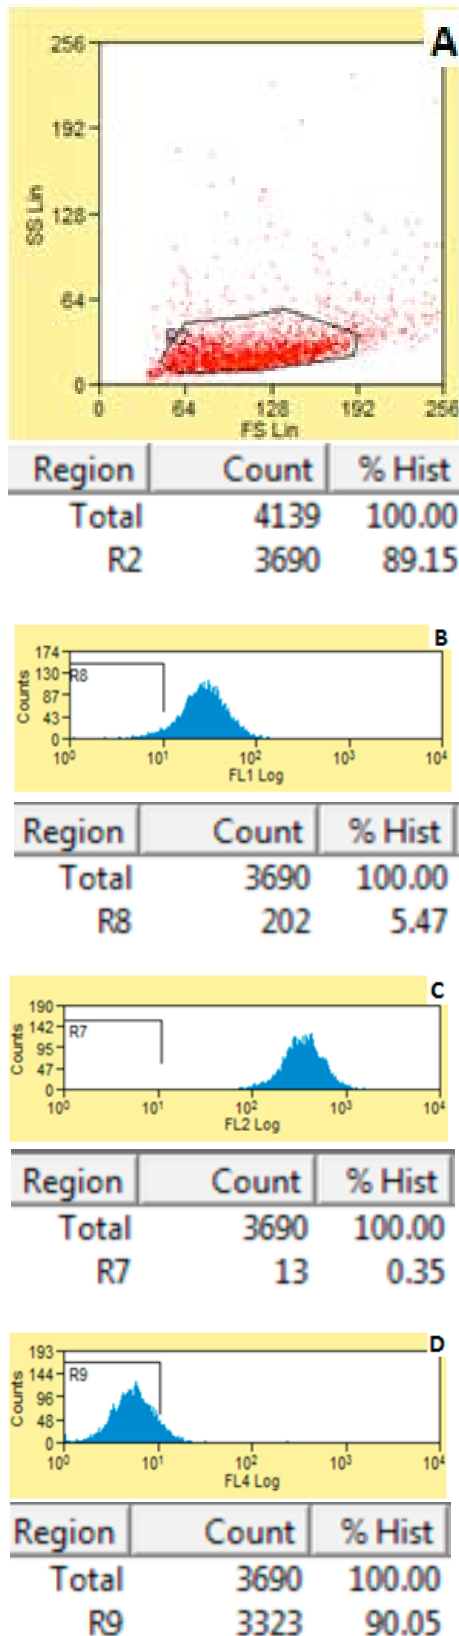 A
256
192
128
64
0
SS Lin
0 64 128 192 256
FS Lin
Region Count % Hist
Total 4139 100.00
R2 3690 89.15
B
174
130
87
43
0
Counts
R8
10⁰ 10¹ 10² 10³ 10⁴
FL1 Log
Region Count % Hist
Total 3690 100.00
R8 202 5.47
C
190
142
95
47
0
Counts
R7
10⁰ 10¹ 10² 10³ 10⁴
FL2 Log
Region Count % Hist
Total 3690 100.00
R7 13 0.35
D
193
144
96
48
0
Counts
R9
10⁰ 10¹ 10² 10³ 10⁴
FL4 Log
Region Count % Hist
Total 3690 100.00
R9 3323 90.05